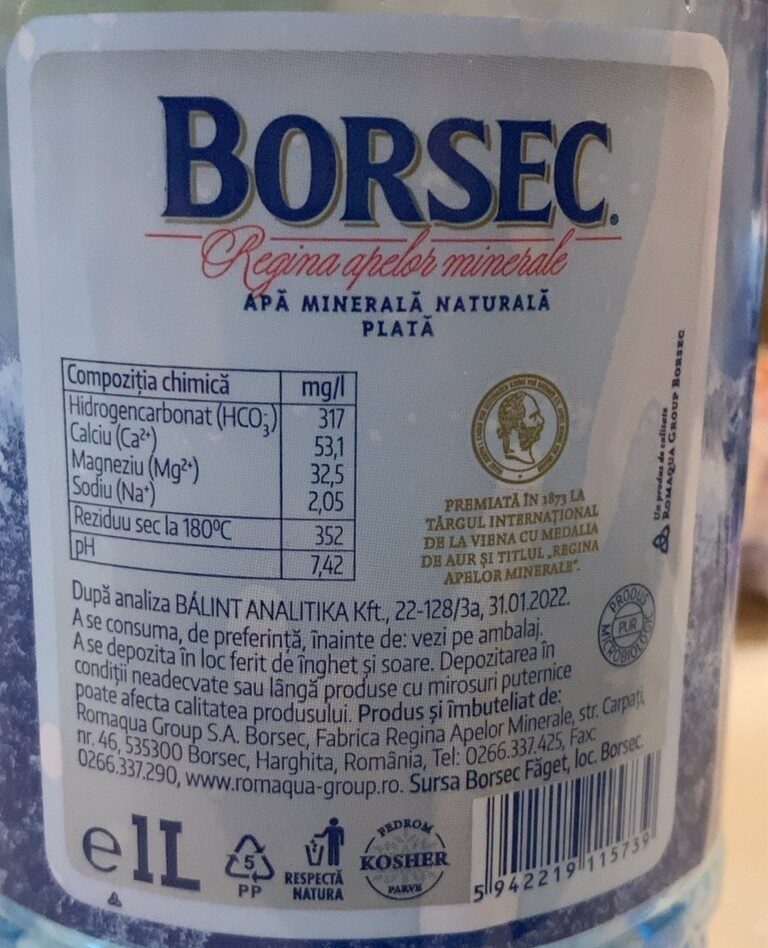 BORSEC.
Regina apelor minerale
APĂ MINERALĂ NATURALĂ
PLATĂ
Compoziția chimică mg/l
Hidrogencarbonat (HCO₃) 317
Calciu (Ca²⁺) 53,1
Magneziu (Mg²⁺) 32,5
Sodiu (Na⁺) 2,05
Reziduu sec la 180ºC 352
pH 7,42
PREMIATĂ ÎN 1873 LA
TÂRGUL INTERNAȚIONAL
DE LA VIENA CU MEDALIA
DE AUR ȘI TITLUL „REGINA
APELOR MINERALE”.
Un produs de calitate
ROMAQUA GROUP BORSEC
După analiza BÁLINT ANALITIKA Kft., 22-128/3a, 31.01.2022.
A se consuma, de preferință, înainte de: vezi pe ambalaj.
A se depozita în loc ferit de îngheț și soare. Depozitarea în
condiții neadecvate sau lângă produse cu mirosuri puternice
poate afecta calitatea produsului. Produs și îmbuteliat de:
Romaqua Group S.A. Borsec, Fabrica Regina Apelor Minerale, str. Carpați,
nr. 46, 535300 Borsec, Harghita, România, Tel: 0266.337.425, Fax:
0266.337.290, www.romaqua-group.ro. Sursa Borsec Făget, loc. Borsec.
PRODUS
PUR
MICROBIOLOGIC
e 1L
5
PP
RESPECTĂ
NATURA
PEDROM
KOSHER
PARVE
5 942219 115739